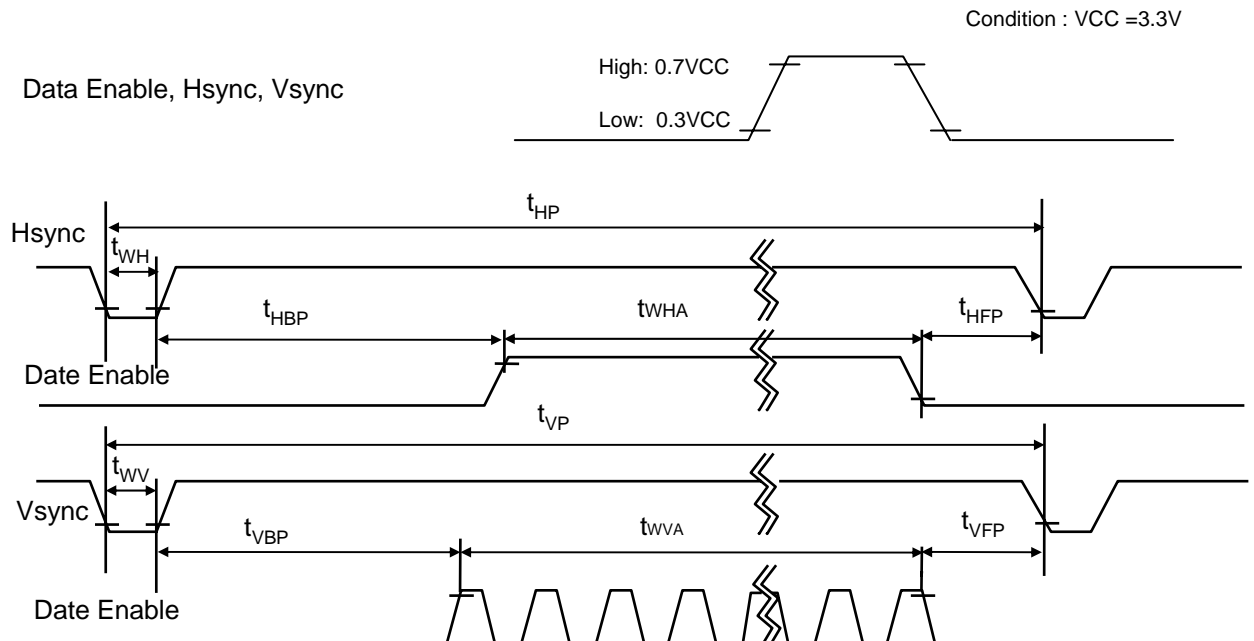 Condition : VCC =3.3V
High: 0.7VCC
Data Enable, Hsync, Vsync
Low: 0.3VCC
tHP
Hsync
tWH
tHBP
tWHA
tHFP
Date Enable
tVP
tWV
Vsync
tVBP
tWVA
tVFP
Date Enable